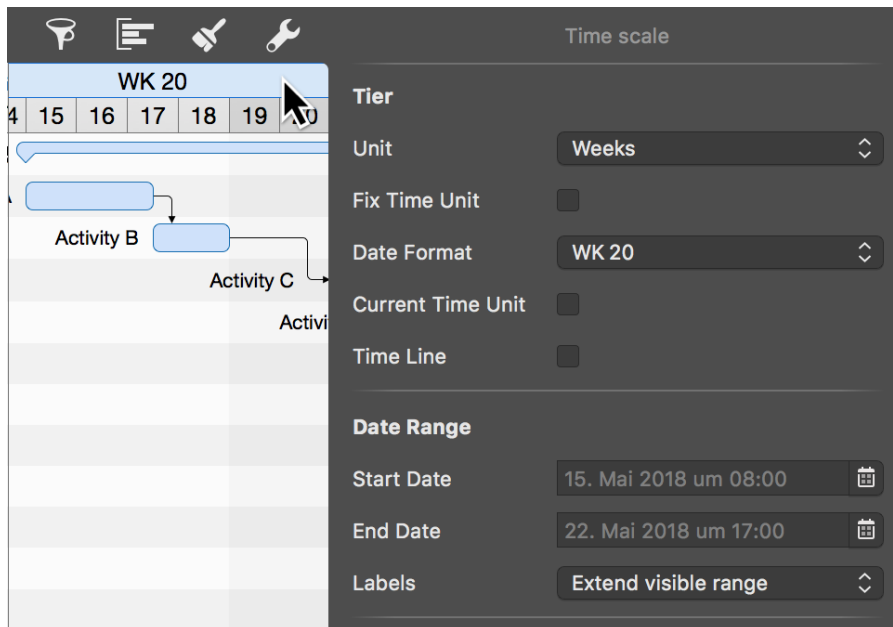 Time scale
WK 20
15 16 17 18 19
Activity B
Activity C
Tier
Unit Weeks
Fix Time Unit
Date Format WK 20
Current Time Unit
Time Line
Date Range
Start Date 15. Mai 2018 um 08:00
End Date 22. Mai 2018 um 17:00
Labels Extend visible range